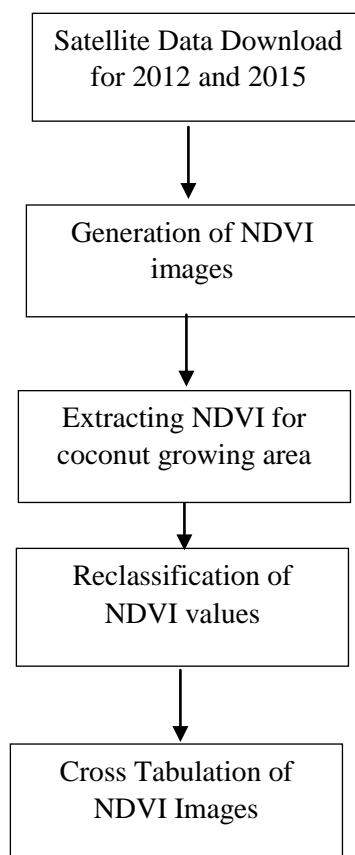 Satellite Data Download
for 2012 and 2015
Generation of NDVI
images
Extracting NDVI for
coconut growing area
Reclassification of
NDVI values
Cross Tabulation of
NDVI Images